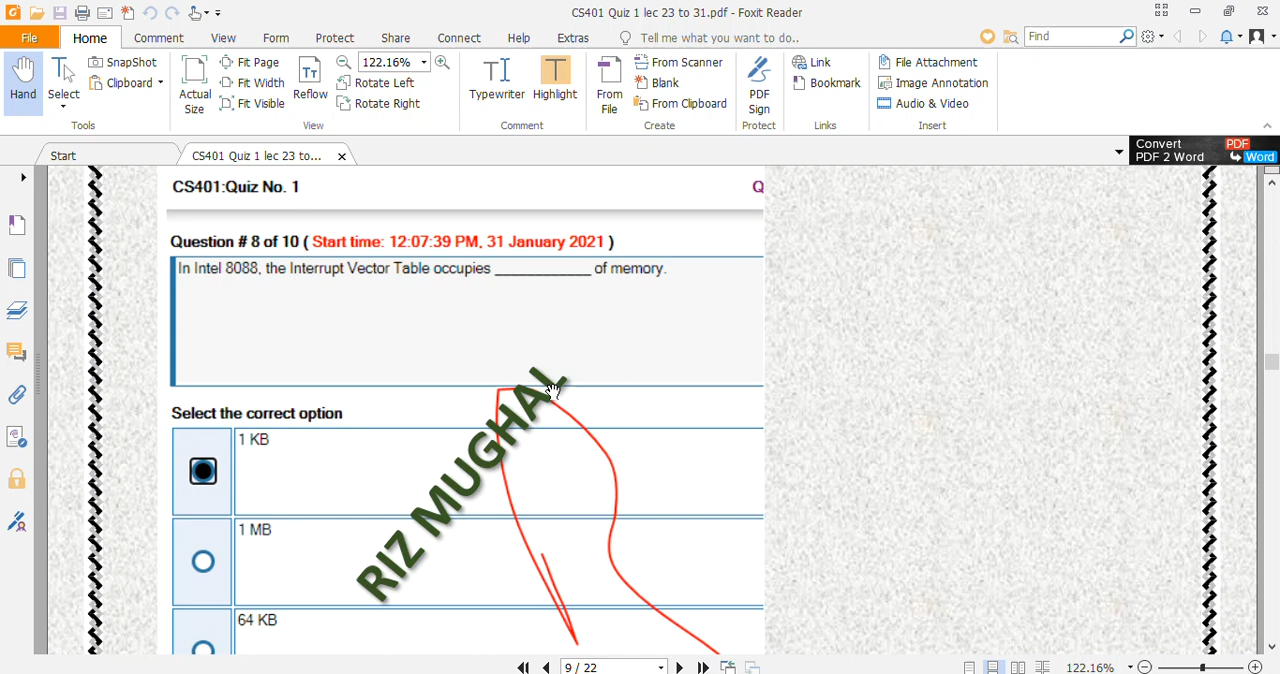 CS401 Quiz 1 lec 23 to 31.pdf - Foxit Reader
File Home Comment View Form Protect Share Connect Help Extras Tell me what you want to do.. Find
Hand
Select
SnapShot
Clipboard
Tools
Actual Size
Fit Page
Fit Width
Fit Visible
Reflow
122.16%
Rotate Left
Rotate Right
View
Typewriter
Highlight
Comment
From File
From Scanner
Blank
From Clipboard
Create
PDF Sign
Protect
Link
Bookmark
Links
File Attachment
Image Annotation
Audio & Video
Insert
Start
CS401 Quiz 1 lec 23 to...
Convert PDF
PDF 2 Word Word
CS401:Quiz No. 1 Q
Question # 8 of 10 ( Start time: 12:07:39 PM, 31 January 2021 )
In Intel 8088, the Interrupt Vector Table occupies _____________ of memory.
Select the correct option
1 KB
1 MB
64 KB
RIZ MUGHAL
9 / 22
122.16%